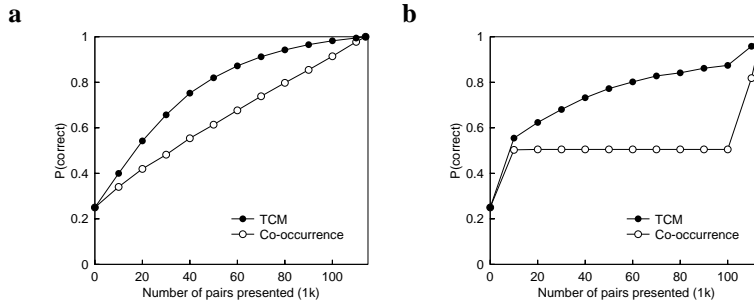 a
1
0.8
0.6
0.4
0.2
0
P(correct)
0 20 40 60 80 100
Number of pairs presented (1k)
TCM
Co-occurrence
b
1
0.8
0.6
0.4
0.2
0
P(correct)
0 20 40 60 80 100
Number of pairs presented (1k)
TCM
Co-occurrence